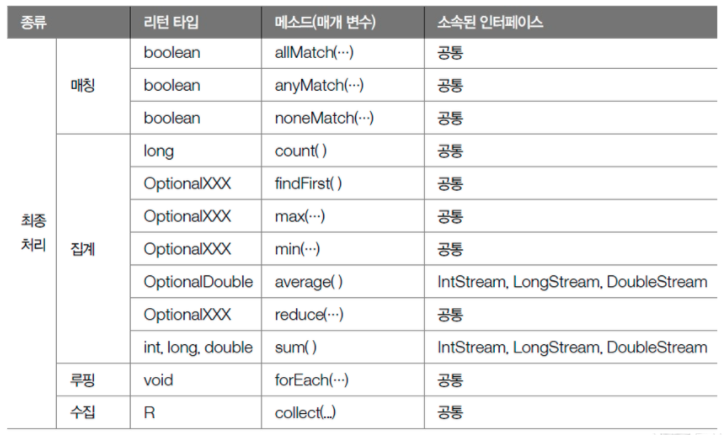 종류 리턴 타입 메소드(매개 변수) 소속된 인터페이스
최종 처리 매칭 boolean allMatch(…) 공통
boolean anyMatch(…) 공통
boolean noneMatch(…) 공통
집계 long count( ) 공통
OptionalXXX findFirst( ) 공통
OptionalXXX max(…) 공통
OptionalXXX min(…) 공통
OptionalDouble average( ) IntStream, LongStream, DoubleStream
OptionalXXX reduce(…) 공통
int, long, double sum( ) IntStream, LongStream, DoubleStream
루핑 void forEach(…) 공통
수집 R collect(...) 공통